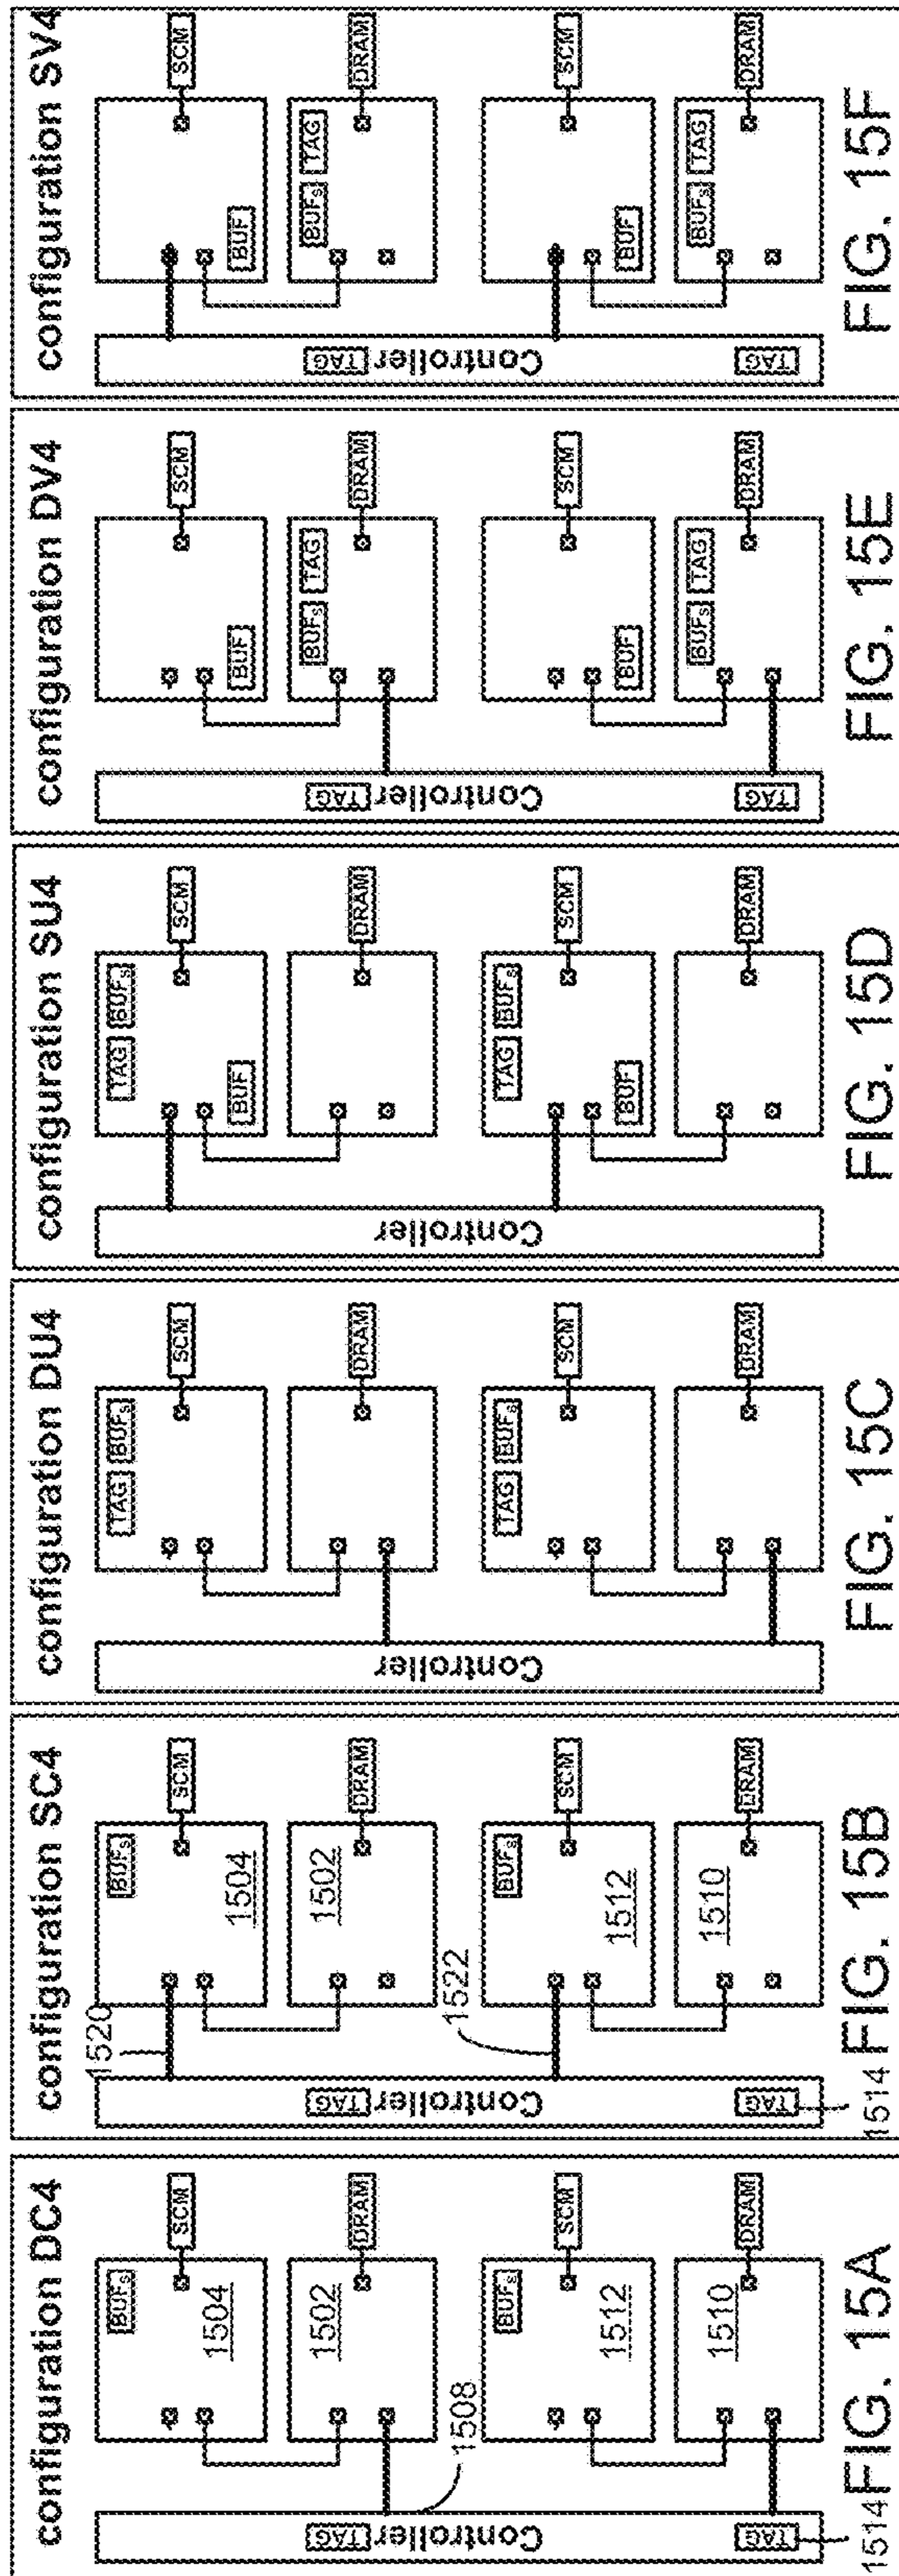 configuration DC4
Controller
TAG
TAG
1514
1508
BUFs
1504
SCM
1502
DRAM
BUFs
1512
SCM
1510
DRAM
FIG. 15A
configuration SC4
Controller
TAG
TAG
1514
1520
1522
BUFs
1504
SCM
1502
DRAM
BUFs
1512
SCM
1510
DRAM
FIG. 15B
configuration DU4
Controller
TAG BUFs
SCM
DRAM
TAG BUFs
SCM
DRAM
FIG. 15C
configuration SU4
Controller
TAG BUFs
BUF
SCM
DRAM
TAG BUFs
BUF
SCM
DRAM
FIG. 15D
configuration DV4
Controller
TAG
TAG
BUF
SCM
BUFs TAG
DRAM
BUF
SCM
BUFs TAG
DRAM
FIG. 15E
configuration SV4
Controller
TAG
TAG
BUF
SCM
BUFs TAG
DRAM
BUF
SCM
BUFs TAG
DRAM
FIG. 15F